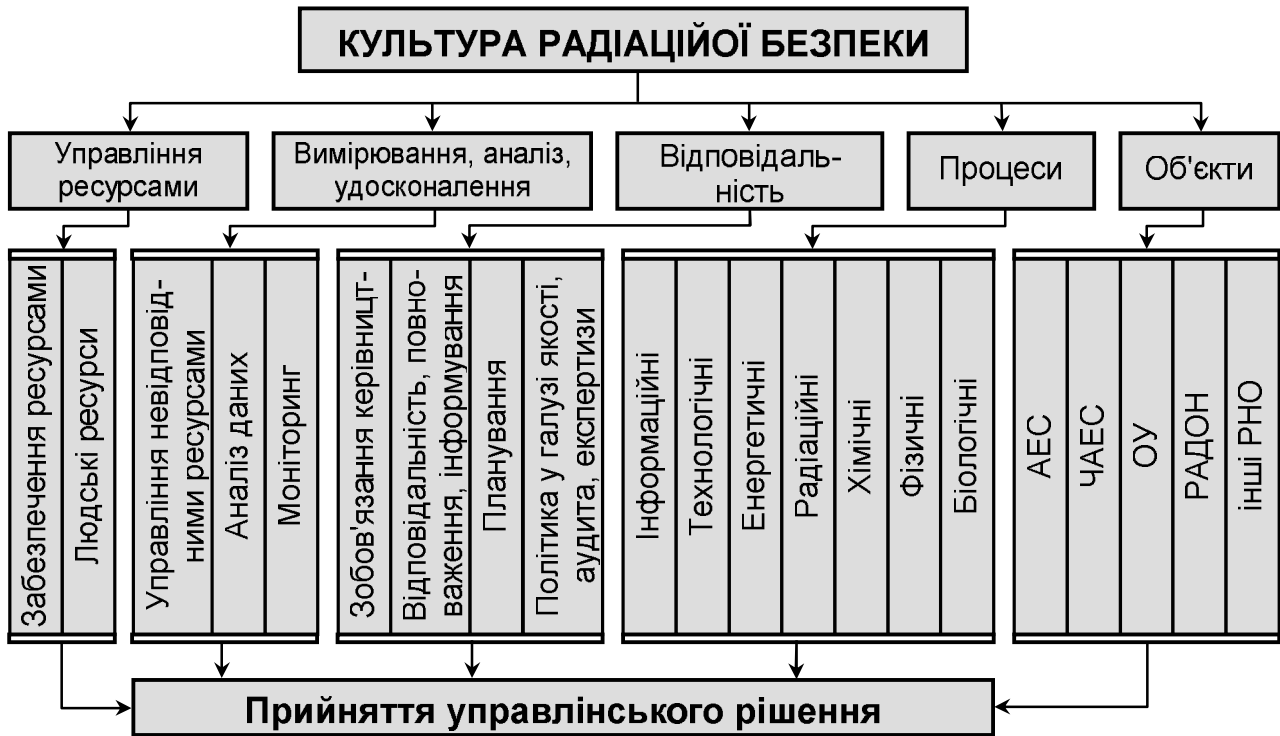 КУЛЬТУРА РАДІАЦІЙОЇ БЕЗПЕКИ
Управління
ресурсами
Вимірювання, аналіз,
удосконалення
Відповідаль-
ність
Процеси
Об'єкти
Забезпечення ресурсами
Людські ресурси
Управління невідповід-
ними ресурсами
Аналіз даних
Моніторинг
Зобов'язання керівницт-
Відповідальність, повно-
важення, інформування
Планування
Політика у галузі якості,
аудита, експертизи
Інформаційні
Технологічні
Енергетичні
Радіаційні
Хімічні
Фізичні
Біологічні
АЕС
ЧАЕС
ОУ
РАДОН
інші РНО
Прийняття управлінського рішення